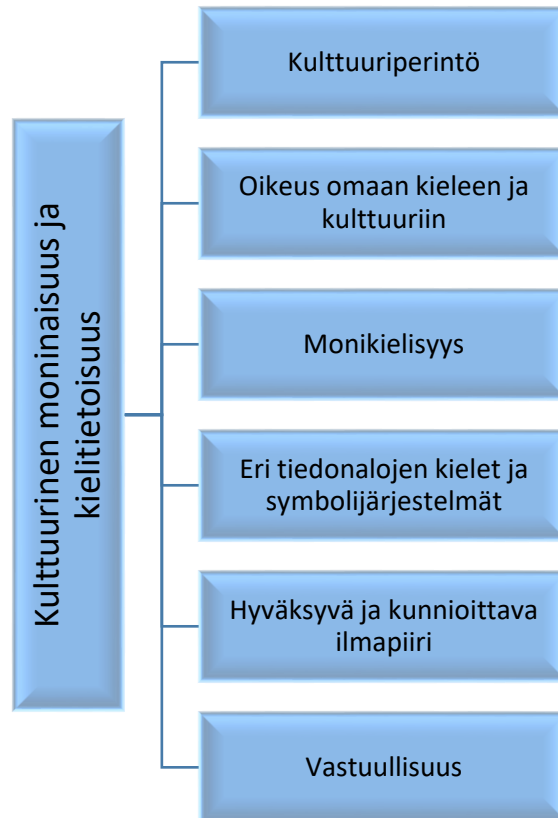 Kulttuurinen moninaisuus ja
kielitietoisuus
Kulttuuriperintö
Oikeus omaan kieleen ja
kulttuuriin
Monikielisyys
Eri tiedonalojen kielet ja
symbolijärjestelmät
Hyväksyvä ja kunnioittava
ilmapiiri
Vastuullisuus